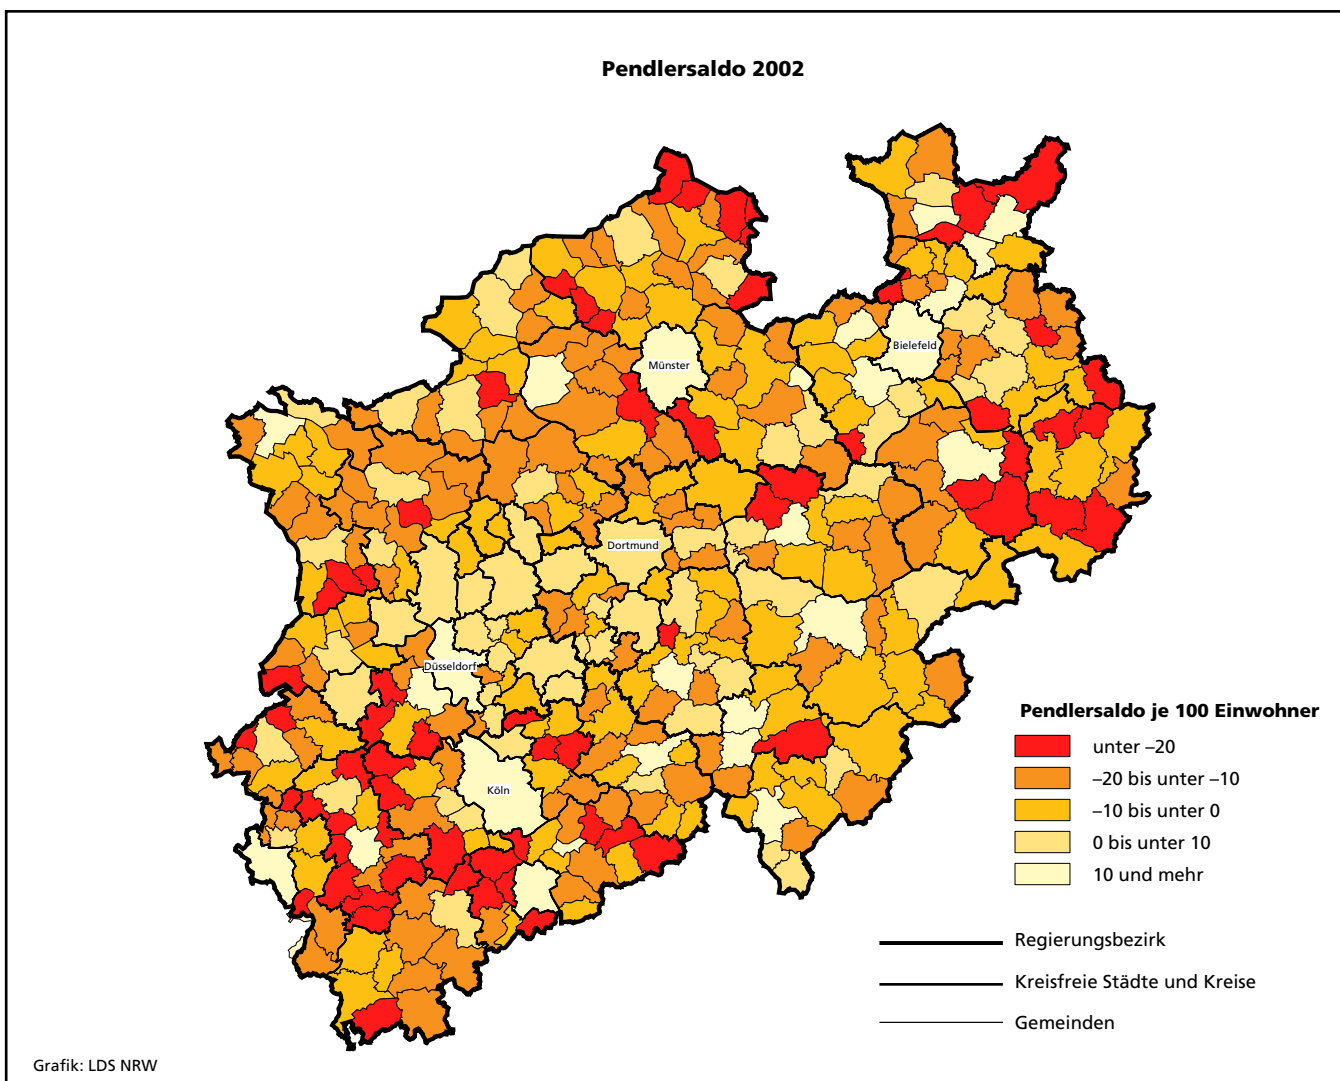 Pendlersaldo 2002
Bielefeld
Münster
Dortmund
Düsseldorf
Köln
Pendlersaldo je 100 Einwohner
unter –20
–20 bis unter –10
–10 bis unter 0
0 bis unter 10
10 und mehr
Regierungsbezirk
Kreisfreie Städte und Kreise
Gemeinden
Grafik: LDS NRW